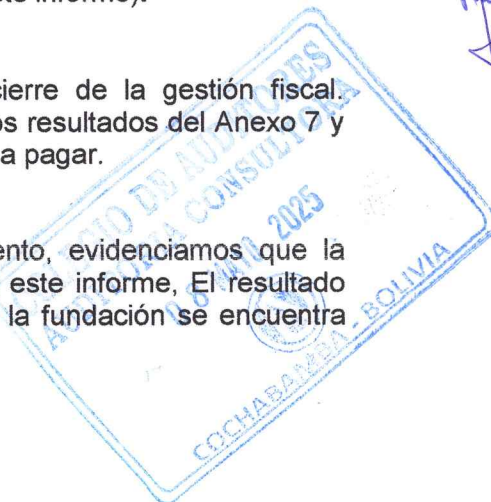 ste informe).
cierre de la gestión fiscal.
os resultados del Anexo 7 y
a pagar.
ento, evidenciamos que la
este informe, El resultado
la fundación se encuentra
COLEGIO DE AUDITORES
AUDITORIA CONSULTORA
2025
COCHABAMBA - BOLIVIA